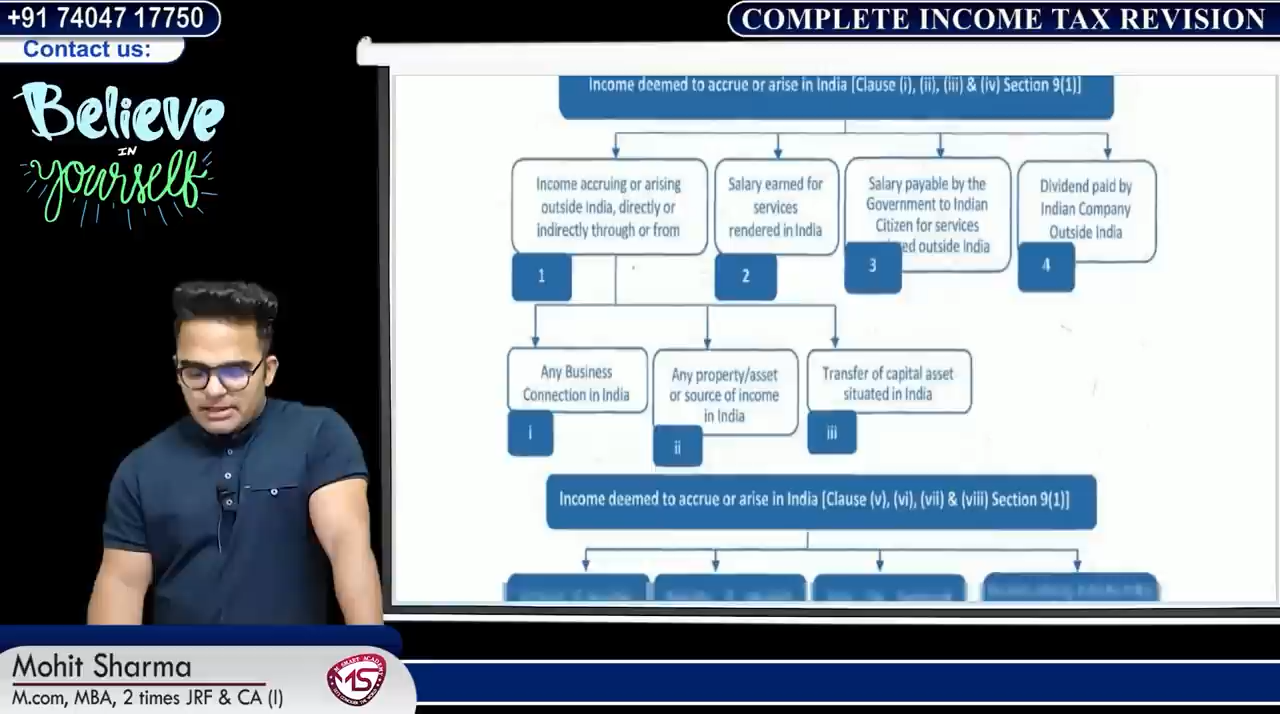 +91 74047 17750
Contact us:
COMPLETE INCOME TAX REVISION
Believe
IN
yourself
Income deemed to accrue or arise in India [Clause (i), (ii), (iii) & (iv) Section 9(1)]
Income accruing or arising
outside India, directly or
indirectly through or from
1
Salary earned for
services
rendered in India
2
Salary payable by the
Government to Indian
Citizen for services
ed outside India
3
Dividend paid by
Indian Company
Outside India
4
Any Business
Connection in India
i
Any property/asset
or source of income
in India
ii
Transfer of capital asset
situated in India
iii
Income deemed to accrue or arise in India [Clause (v), (vi), (vii) & (viii) Section 9(1)]
Mohit Sharma
M.com, MBA, 2 times JRF & CA (I)
MS